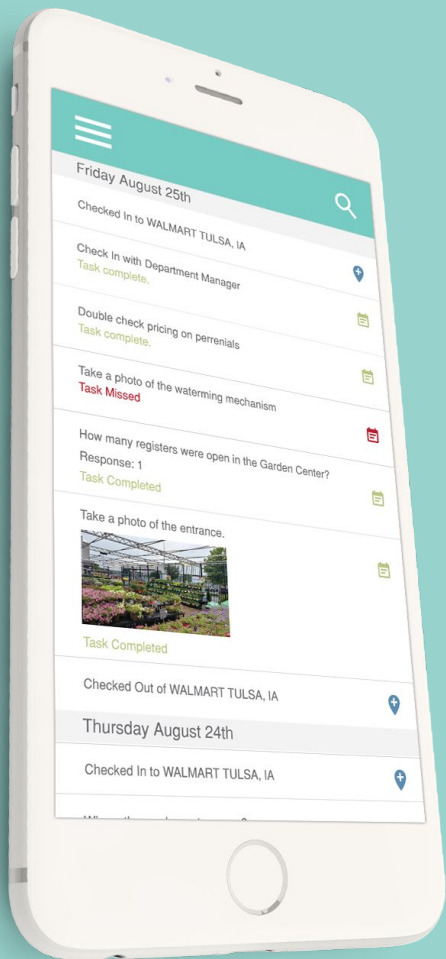 Friday August 25th
Checked In to WALMART TULSA, IA
Check In with Department Manager
Task complete.
Double check pricing on perrenials
Task complete.
Take a photo of the waterming mechanism
Task Missed
How many registers were open in the Garden Center?
Response: 1
Task Completed
Take a photo of the entrance.
Task Completed
Checked Out of WALMART TULSA, IA
Thursday August 24th
Checked In to WALMART TULSA, IA